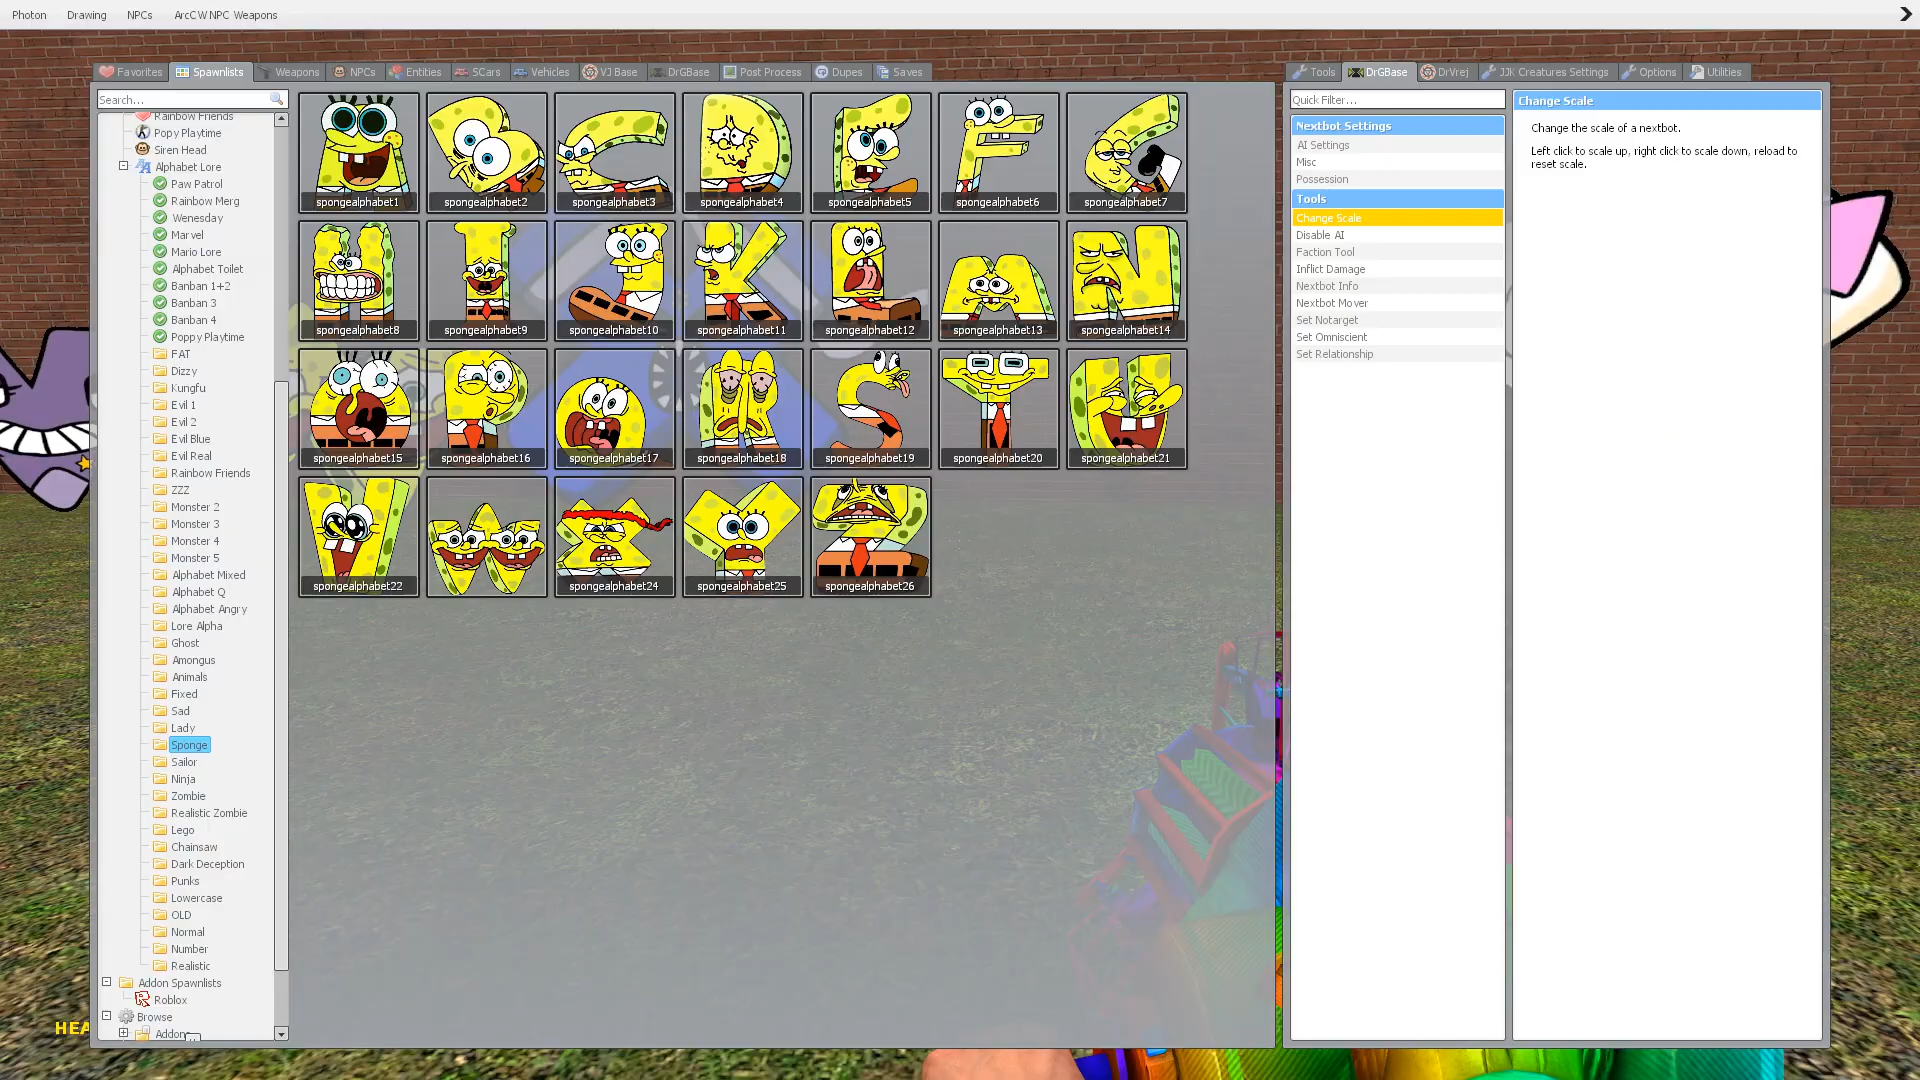 Photon Drawing NPCs ArcCW NPC Weapons
Favorites Spawnlists Weapons NPCs Entities SCars Vehicles VJ Base DrGBase Post Process Dupes Saves
Tools DrGBase DrVrej JJK Creatures Settings Options Utilities
Search...
Rainbow Friends
Popy Playtime
Siren Head
Alphabet Lore
Paw Patrol
Rainbow Merg
Wenesday
Marvel
Mario Lore
Alphabet Toilet
Banban 1+2
Banban 3
Banban 4
Poppy Playtime
FAT
Dizzy
Kungfu
Evil 1
Evil 2
Evil Blue
Evil Real
Rainbow Friends
ZZZ
Monster 2
Monster 3
Monster 4
Monster 5
Alphabet Mixed
Alphabet Q
Alphabet Angry
Lore Alpha
Ghost
Amongus
Animals
Fixed
Sad
Lady
Sponge
Sailor
Ninja
Zombie
Realistic Zombie
Lego
Chainsaw
Dark Deception
Punks
Lowercase
OLD
Normal
Number
Realistic
Addon Spawnlists
Roblox
Browse
Addons
spongealphabet1 spongealphabet2 spongealphabet3 spongealphabet4 spongealphabet5 spongealphabet6 spongealphabet7
spongealphabet8 spongealphabet9 spongealphabet10 spongealphabet11 spongealphabet12 spongealphabet13 spongealphabet14
spongealphabet15 spongealphabet16 spongealphabet17 spongealphabet18 spongealphabet19 spongealphabet20 spongealphabet21
spongealphabet22 spongealphabet24 spongealphabet25 spongealphabet26
Quick Filter...
Nextbot Settings
AI Settings
Misc
Possession
Tools
Change Scale
Disable AI
Faction Tool
Inflict Damage
Nextbot Info
Nextbot Mover
Set Notarget
Set Omniscient
Set Relationship
Change Scale
Change the scale of a nextbot.
Left click to scale up, right click to scale down, reload to
reset scale.
HEA